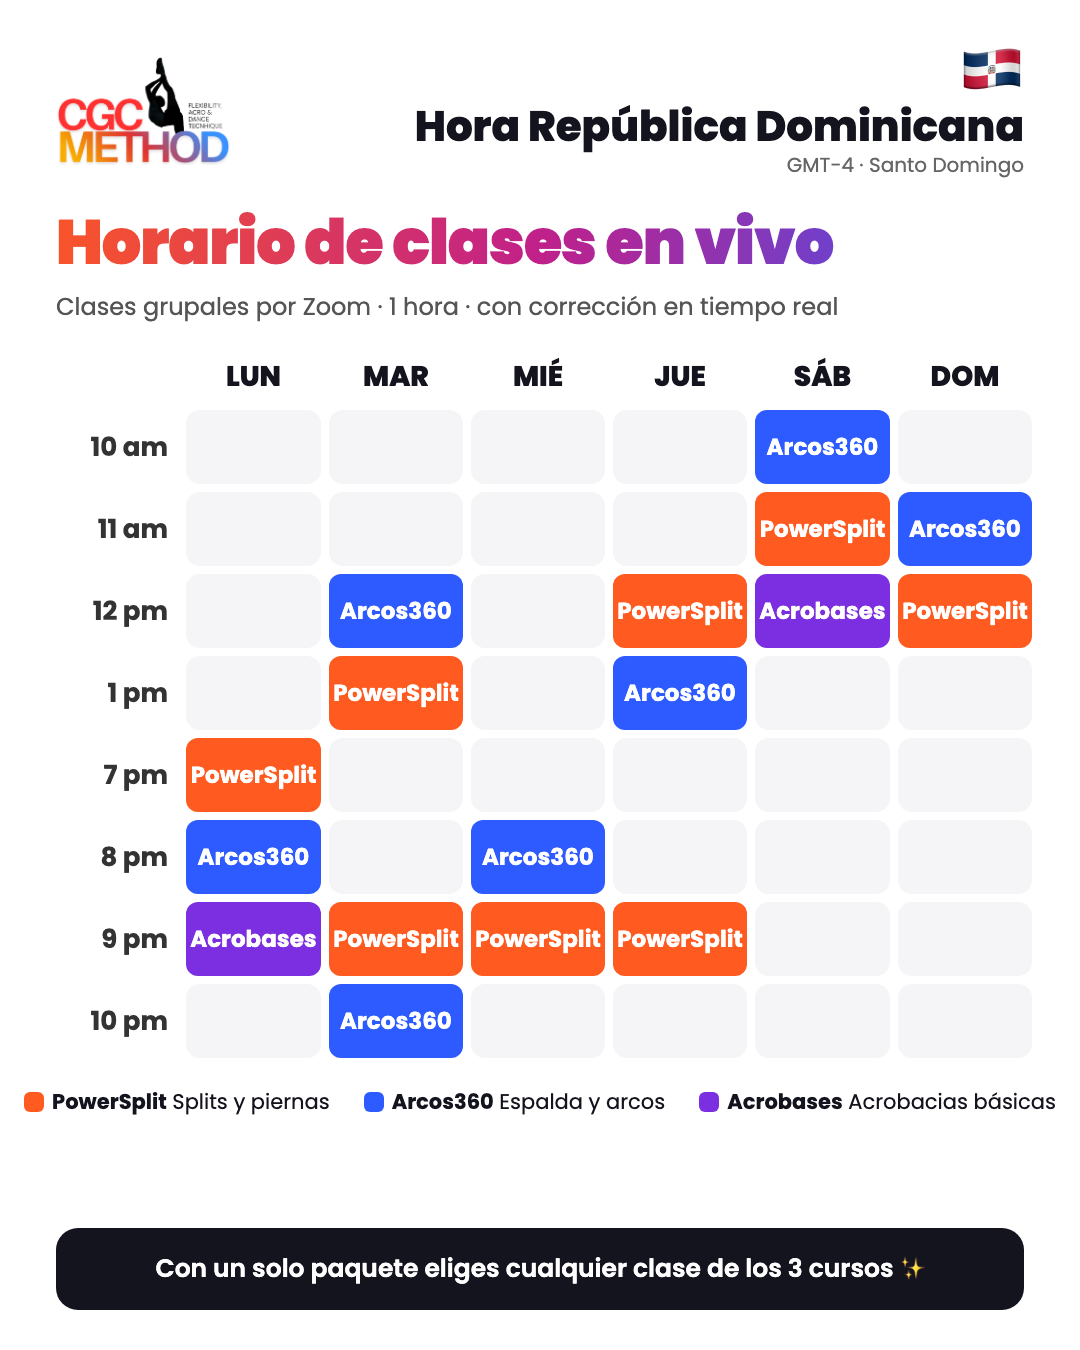 CGC
METHOD
FLEXIBILITY,
ACRO &
DANCE
TECNHIQUE
Hora República Dominicana
GMT-4 · Santo Domingo
Horario de clases en vivo
Clases grupales por Zoom · 1 hora · con corrección en tiempo real
LUN MAR MIÉ JUE SÁB DOM
10 am Arcos360
11 am PowerSplit Arcos360
12 pm Arcos360 PowerSplit Acrobases PowerSplit
1 pm PowerSplit Arcos360
7 pm PowerSplit
8 pm Arcos360 Arcos360
9 pm Acrobases PowerSplit PowerSplit PowerSplit
10 pm Arcos360
PowerSplit Splits y piernas Arcos360 Espalda y arcos Acrobases Acrobacias básicas
Con un solo paquete eliges cualquier clase de los 3 cursos ✨